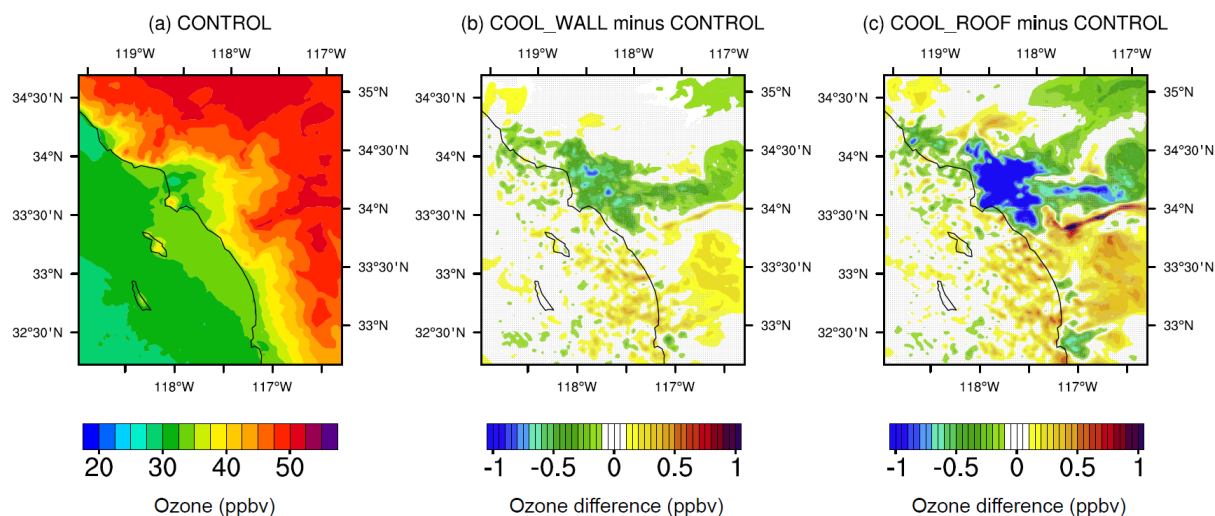 (a) CONTROL
(b) COOL_WALL minus CONTROL
(c) COOL_ROOF minus CONTROL
119°W 118°W 117°W
119°W 118°W 117°W
119°W 118°W 117°W
34°30'N
34°N
33°30'N
33°N
32°30'N
35°N
34°30'N
34°N
33°30'N
33°N
34°30'N
34°N
33°30'N
33°N
32°30'N
35°N
34°30'N
34°N
33°30'N
33°N
34°30'N
34°N
33°30'N
33°N
32°30'N
35°N
34°30'N
34°N
33°30'N
33°N
118°W 117°W
118°W 117°W
118°W 117°W
20 30 40 50
-1 -0.5 0 0.5 1
-1 -0.5 0 0.5 1
Ozone (ppbv)
Ozone difference (ppbv)
Ozone difference (ppbv)